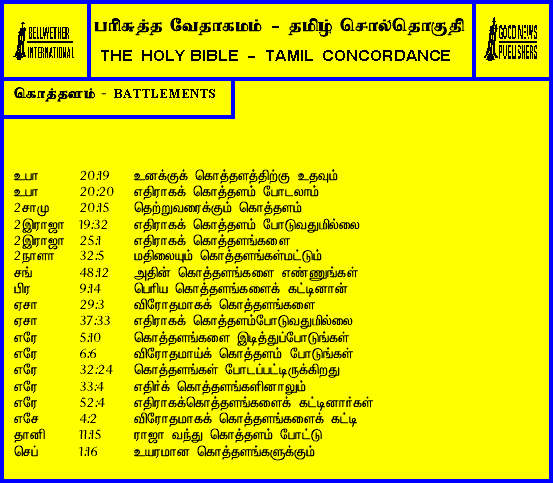 BELLWETHER
INTERNATIONAL
பரிசுத்த வேதாகமம் - தமிழ் சொல்தொகுதி
THE HOLY BIBLE - TAMIL CONCORDANCE
GOOD NEWS
PUBLISHERS
கொத்தளம் - BATTLEMENTS
உபா 20:19 உனக்குக் கொத்தளத்திற்கு உதவும்
உபா 20:20 எதிராகக் கொத்தளம் போடலாம்
2சாமு 20:15 தெற்றுவரைக்கும் கொத்தளம்
2இராஜா 19:32 எதிராகக் கொத்தளம் போடுவதுமில்லை
2இராஜா 25:1 எதிராகக் கொத்தளங்களை
2நாளா 32:5 மதிலையும் கொத்தளங்கள்மட்டும்
சங் 48:12 அதின் கொத்தளங்களை எண்ணுங்கள்
பிர 9:14 பெரிய கொத்தளங்களைக் கட்டினான்
ஏசா 29:3 விரோதமாகக் கொத்தளங்களை
ஏசா 37:33 எதிராகக் கொத்தளம்போடுவதுமில்லை
எரே 5:10 கொத்தளங்களை இடித்துப்போடுங்கள்
எரே 6:6 விரோதமாய்க் கொத்தளம் போடுங்கள்
எரே 32:24 கொத்தளங்கள் போடப்பட்டிருக்கிறது
எரே 33:4 எதிர்க் கொத்தளங்களினாலும்
எரே 52:4 எதிராகக்கொத்தளங்களைக் கட்டினார்கள்
எசே 4:2 விரோதமாகக் கொத்தளங்களைக் கட்டி
தானி 11:15 ராஜா வந்து கொத்தளம் போட்டு
செப் 1:16 உயரமான கொத்தளங்களுக்கும்